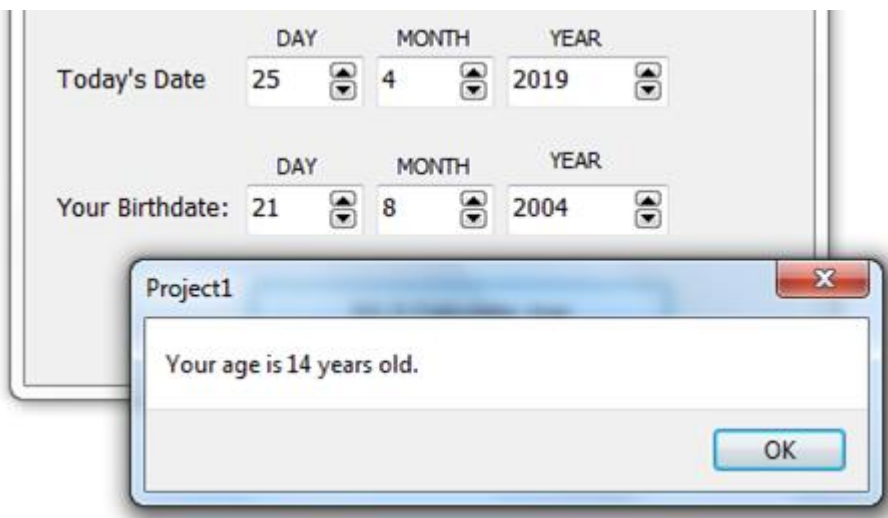 DAY MONTH YEAR
Today's Date 25 4 2019
DAY MONTH YEAR
Your Birthdate: 21 8 2004
Project1
Your age is 14 years old.
OK